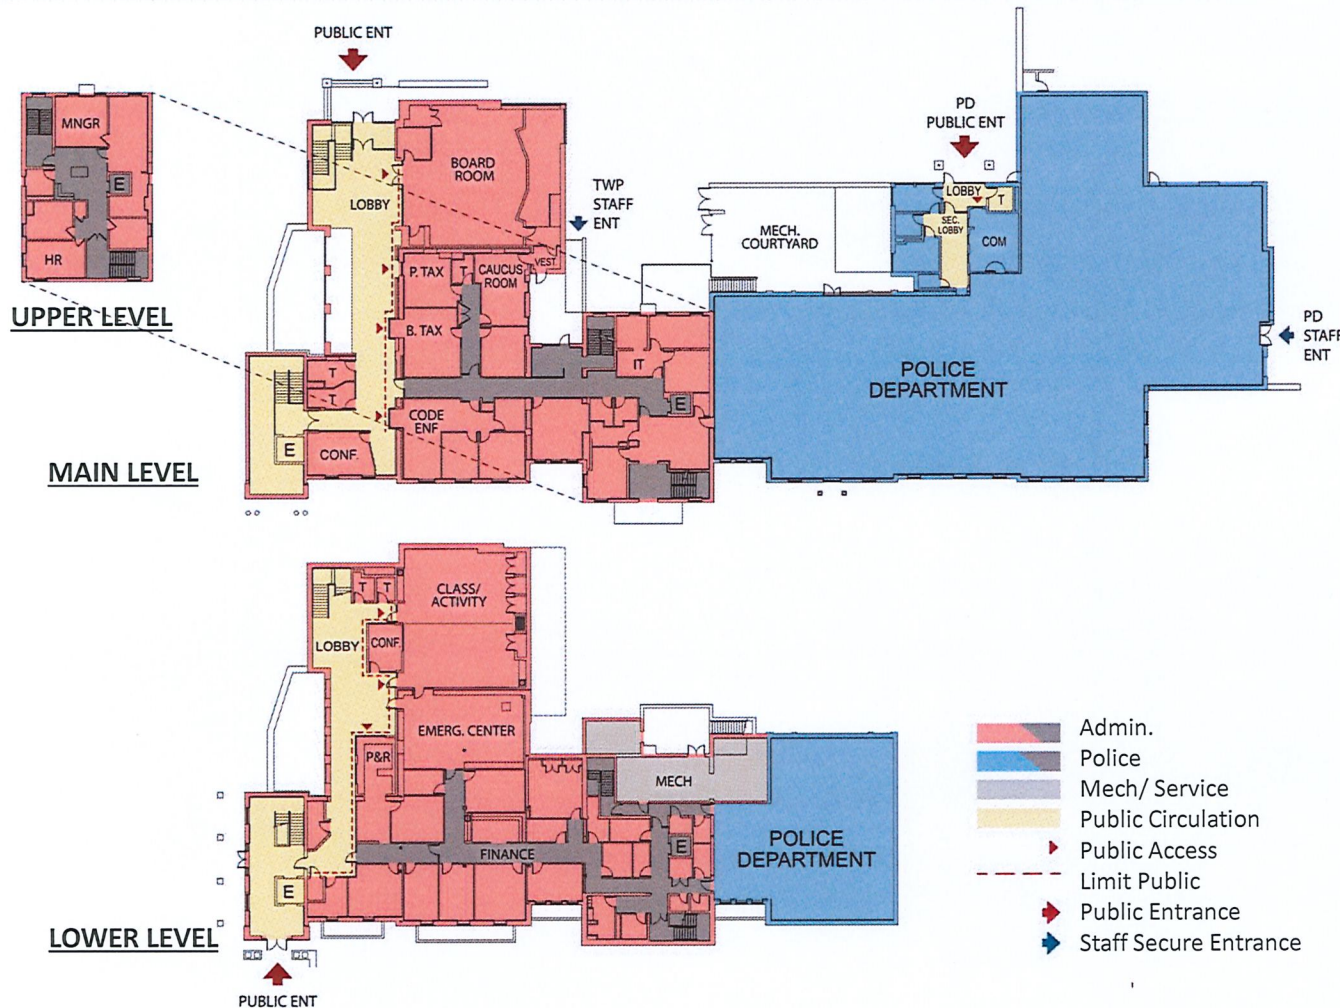 PUBLIC ENT
MNGR
E
HR
UPPER LEVEL
BOARD
ROOM
LOBBY
TWP
STAFF
ENT
PD
PUBLIC ENT
LOBBY
T
SEC.
LOBBY
COM
MECH.
COURTYARD
P. TAX
T
CAUCUS
ROOM
VEST.
B. TAX
IT
E
T
T
CODE
ENF
E
CONF.
POLICE
DEPARTMENT
PD
STAFF
ENT
MAIN LEVEL
T
T
CLASS/
ACTIVITY
LOBBY
CONF.
EMERG. CENTER
P&R
MECH
FINANCE
E
E
POLICE
DEPARTMENT
LOWER LEVEL
PUBLIC ENT
Admin.
Police
Mech/ Service
Public Circulation
Public Access
Limit Public
Public Entrance
Staff Secure Entrance